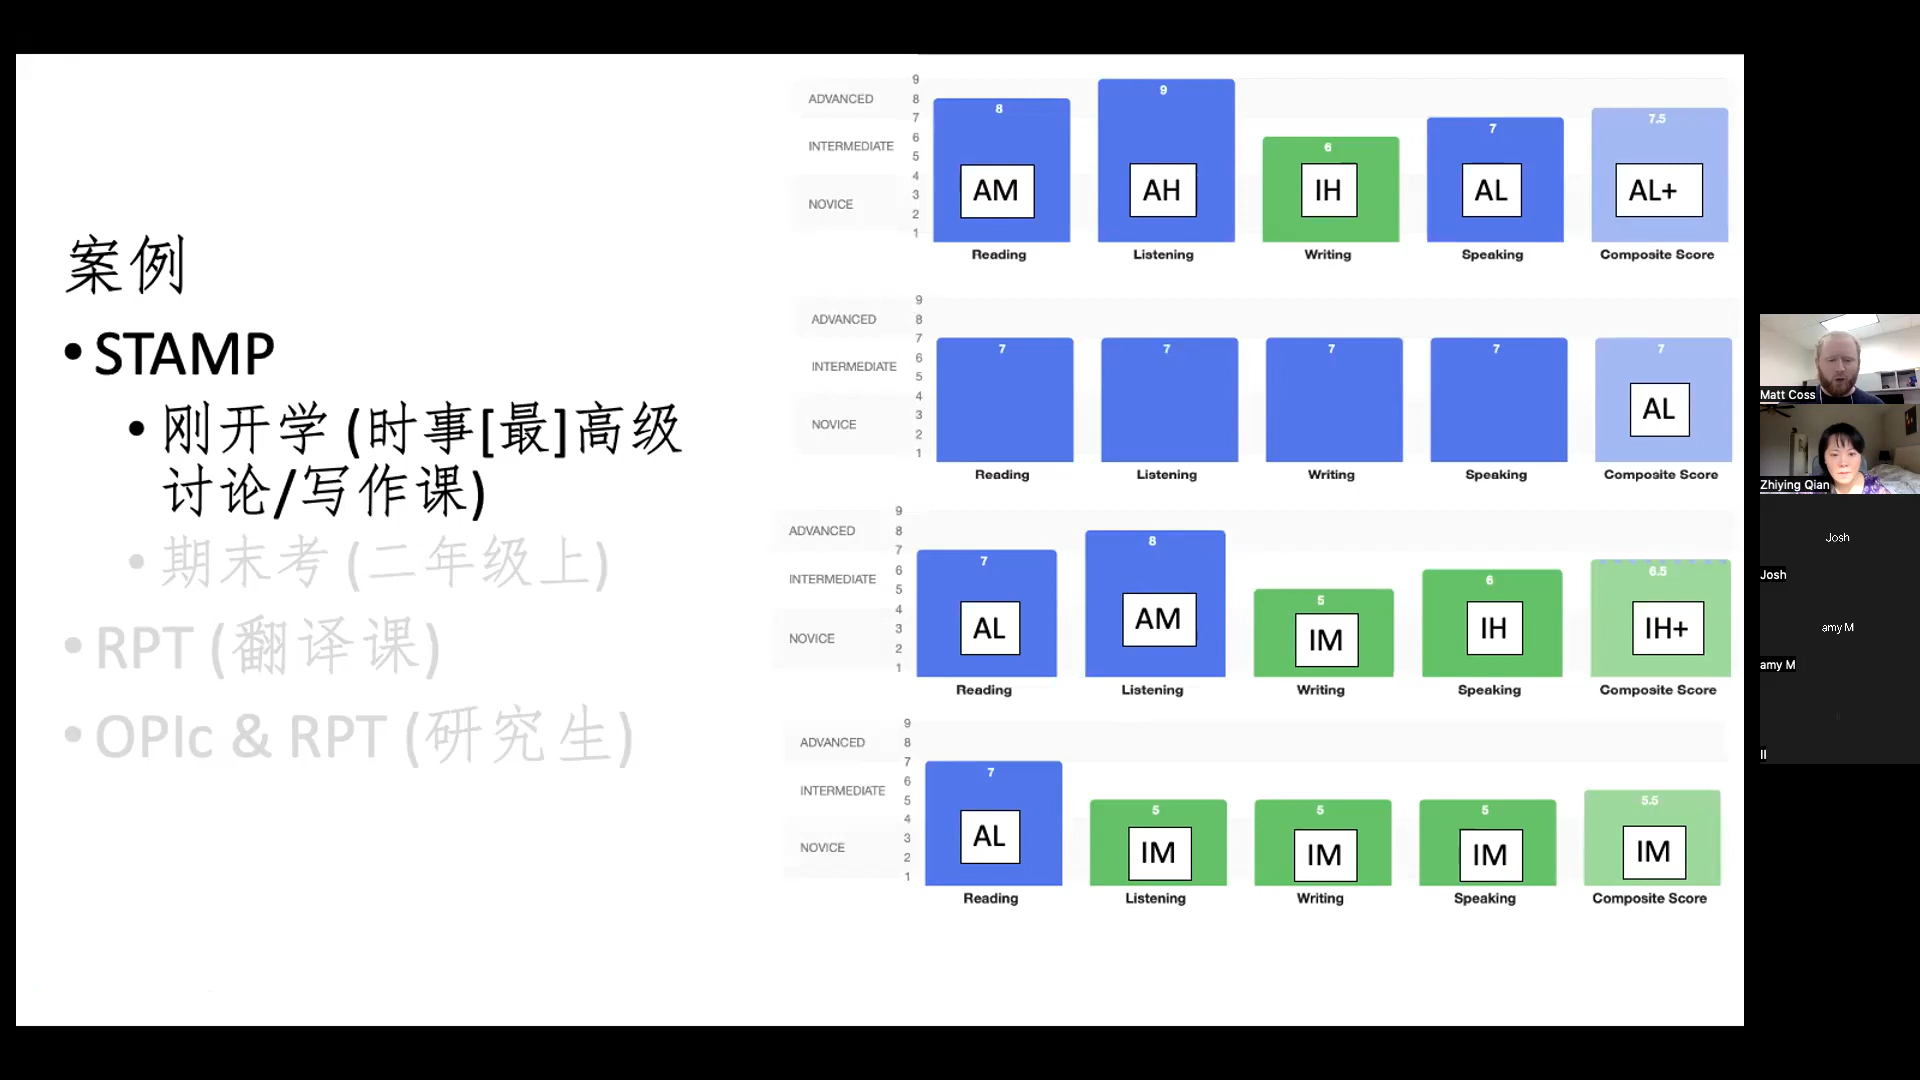 案例
• STAMP
• 刚开学 (时事[最]高级
讨论/写作课)
• 期末考 (二年级上)
• RPT (翻译课)
• OPIc & RPT (研究生)
ADVANCED
INTERMEDIATE
NOVICE
9
8
7
6
5
4
3
2
1
8
9
6
7
7.5
AM
AH
IH
AL
AL+
Reading
Listening
Writing
Speaking
Composite Score
ADVANCED
INTERMEDIATE
NOVICE
9
8
7
6
5
4
3
2
1
7
7
7
7
7
AL
Reading
Listening
Writing
Speaking
Composite Score
ADVANCED
INTERMEDIATE
NOVICE
9
8
7
6
5
4
3
2
1
7
8
5
6
6.5
AL
AM
IM
IH
IH+
Reading
Listening
Writing
Speaking
Composite Score
ADVANCED
INTERMEDIATE
NOVICE
9
8
7
6
5
4
3
2
1
7
5
5
5
5.5
AL
IM
IM
IM
IM
Reading
Listening
Writing
Speaking
Composite Score
Matt Coss
Zhiying Qian
Josh
Josh
amy M
amy M
ll